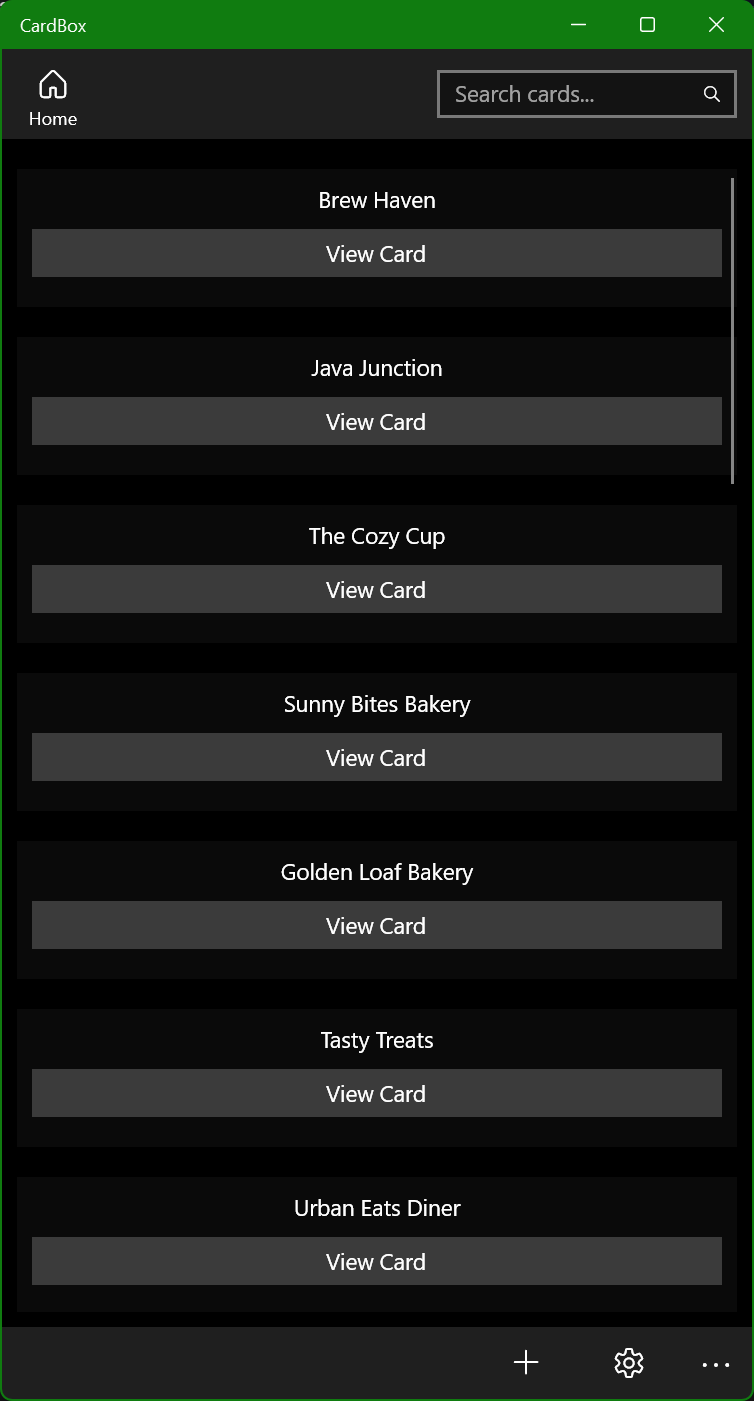 CardBox
Home
Search cards...
Brew Haven
View Card
Java Junction
View Card
The Cozy Cup
View Card
Sunny Bites Bakery
View Card
Golden Loaf Bakery
View Card
Tasty Treats
View Card
Urban Eats Diner
View Card